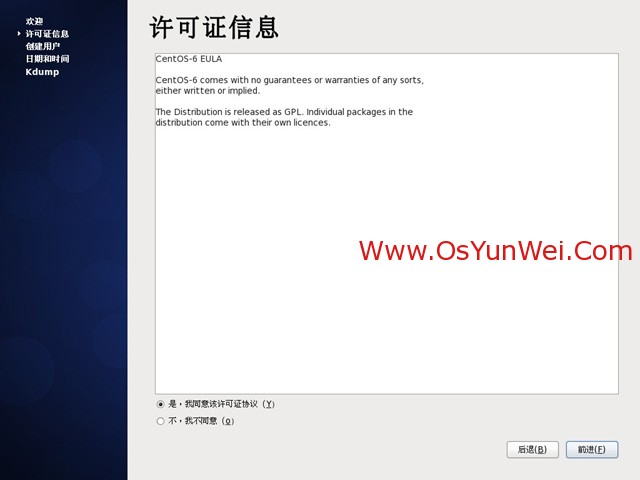 欢迎
许可证信息
创建用户
日期和时间
Kdump
许可证信息
CentOS-6 EULA
CentOS-6 comes with no guarantees or warranties of any sorts,
either written or implied.
The Distribution is released as GPL. Individual packages in the
distribution come with their own licences.
Www.OsYunWei.Com
是，我同意该许可证协议（Y）
不，我不同意（o）
后退(B)
前进(F)